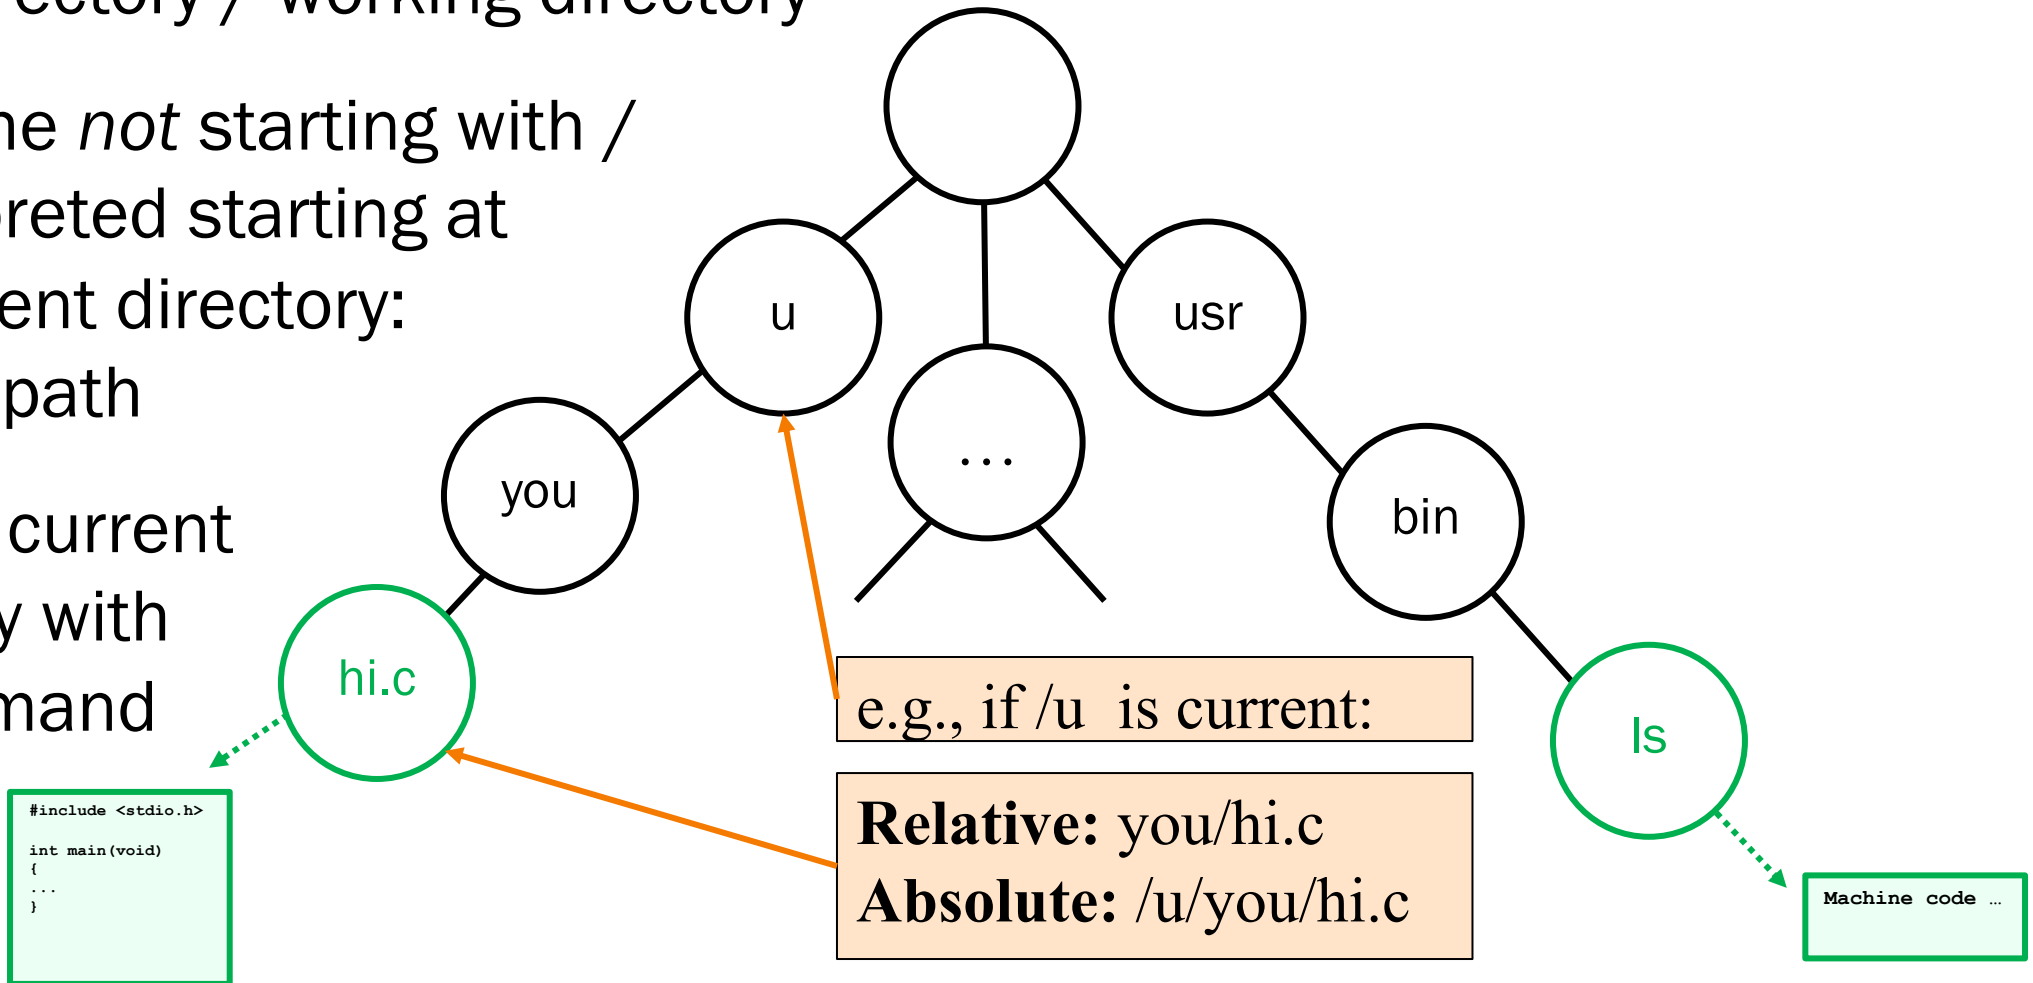 ectory / working directory
ne not starting with /
reted starting at
ent directory:
path
current
y with
mand
u
usr
...
you
bin
hi.c
ls
e.g., if /u is current:
Relative: you/hi.c
Absolute: /u/you/hi.c
#include <stdio.h>
int main(void)
{
...
}
Machine code …